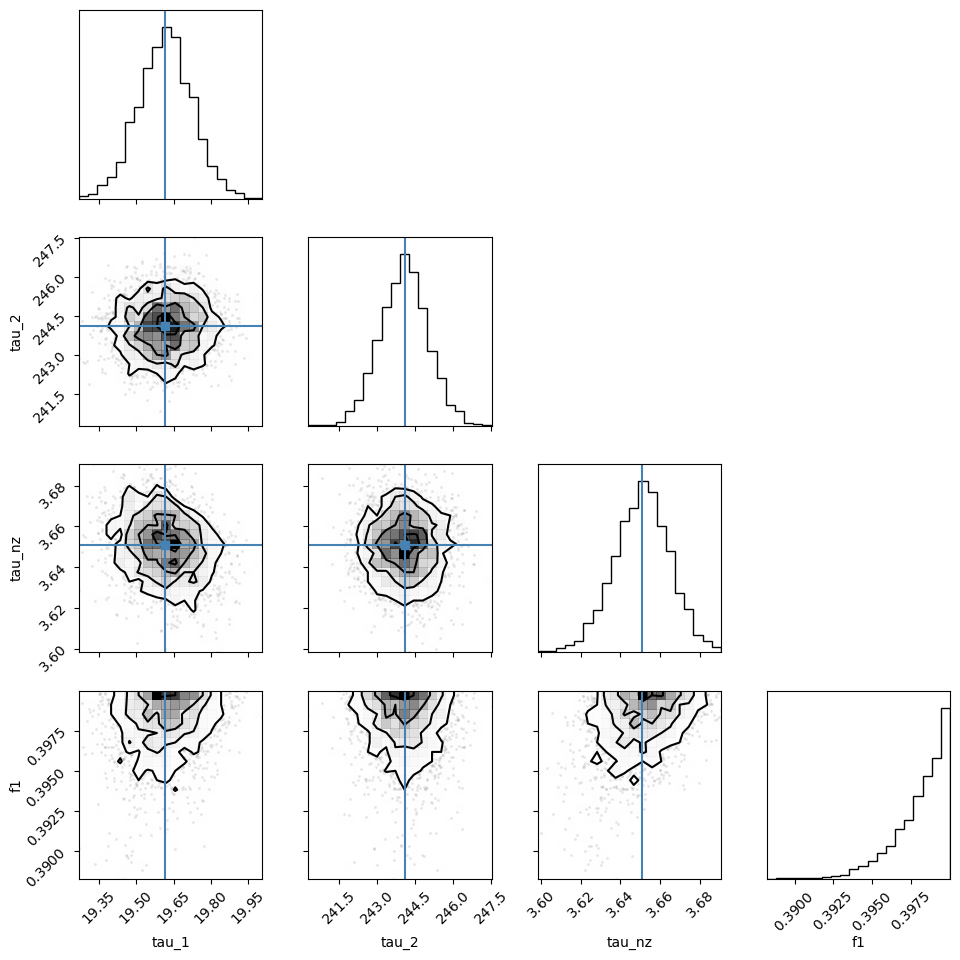 tau_2
247.5
246.0
244.5
243.0
241.5
tau_nz
3.68
3.66
3.64
3.62
3.60
f1
0.3975
0.3950
0.3925
0.3900
19.35 19.50 19.65 19.80 19.95
241.5 243.0 244.5 246.0 247.5
3.60 3.62 3.64 3.66 3.68
0.3900 0.3925 0.3950 0.3975
tau_1 tau_2 tau_nz f1